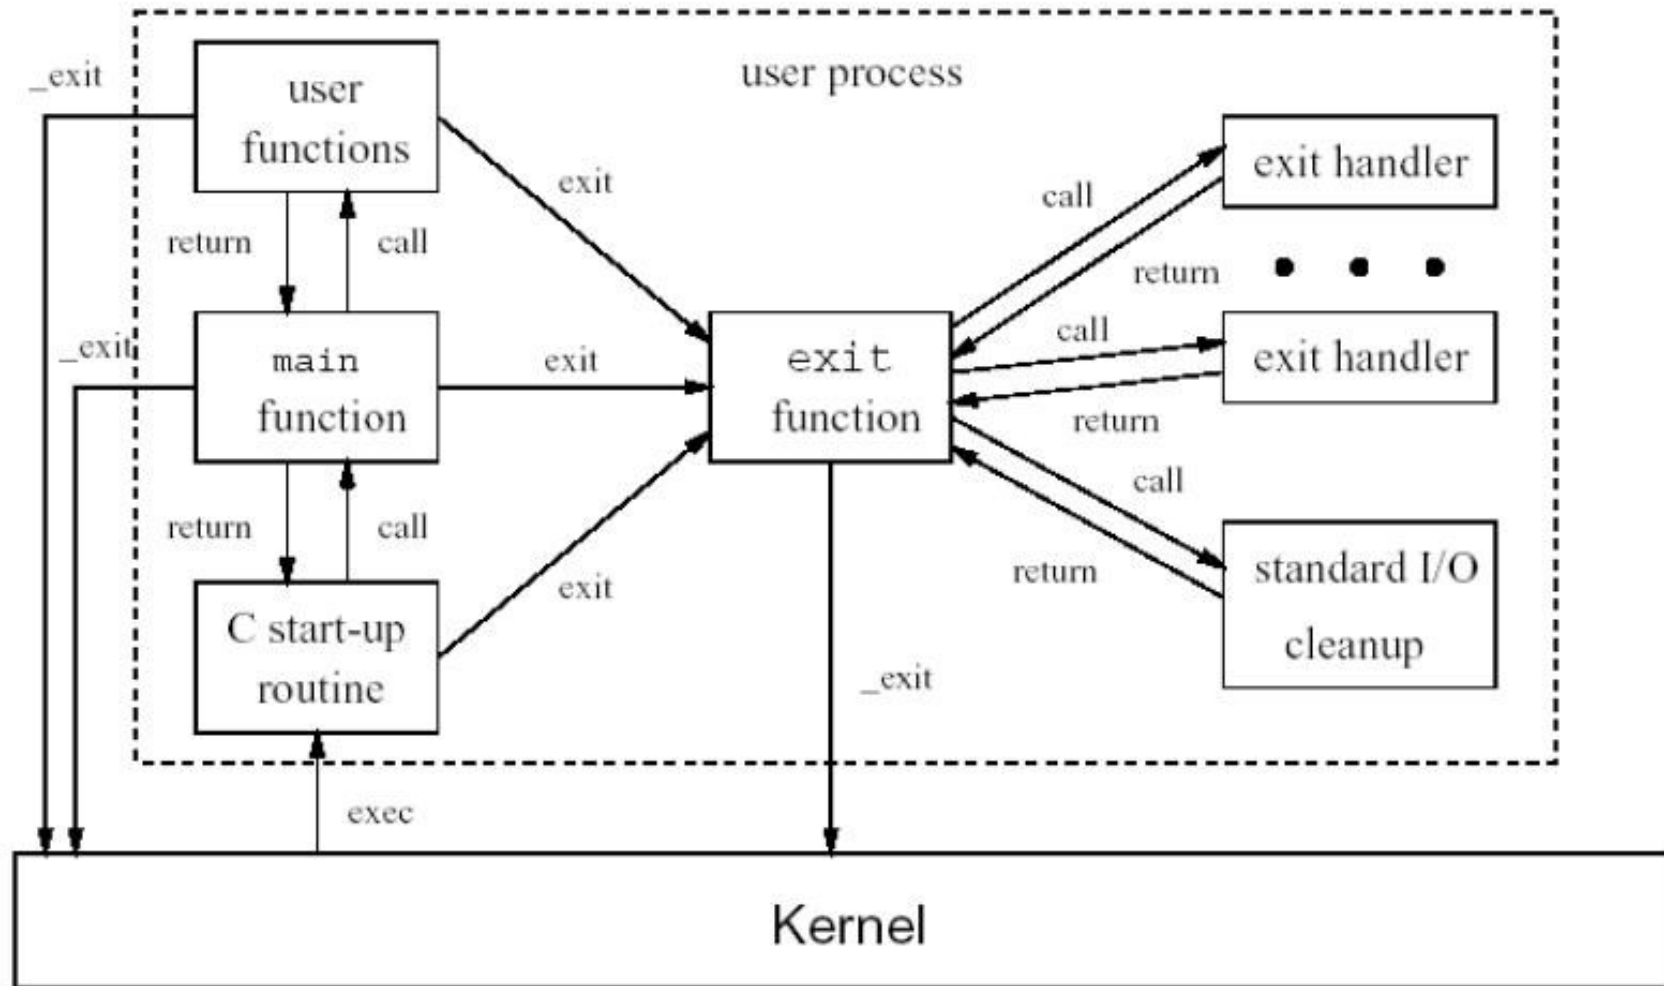 user process
_exit
user
functions
exit
call
exit handler
return
call
return
_exit
main
function
exit
exit
function
call
exit handler
return
return
call
exit
call
return
standard I/O
cleanup
C start-up
routine
_exit
exec
Kernel